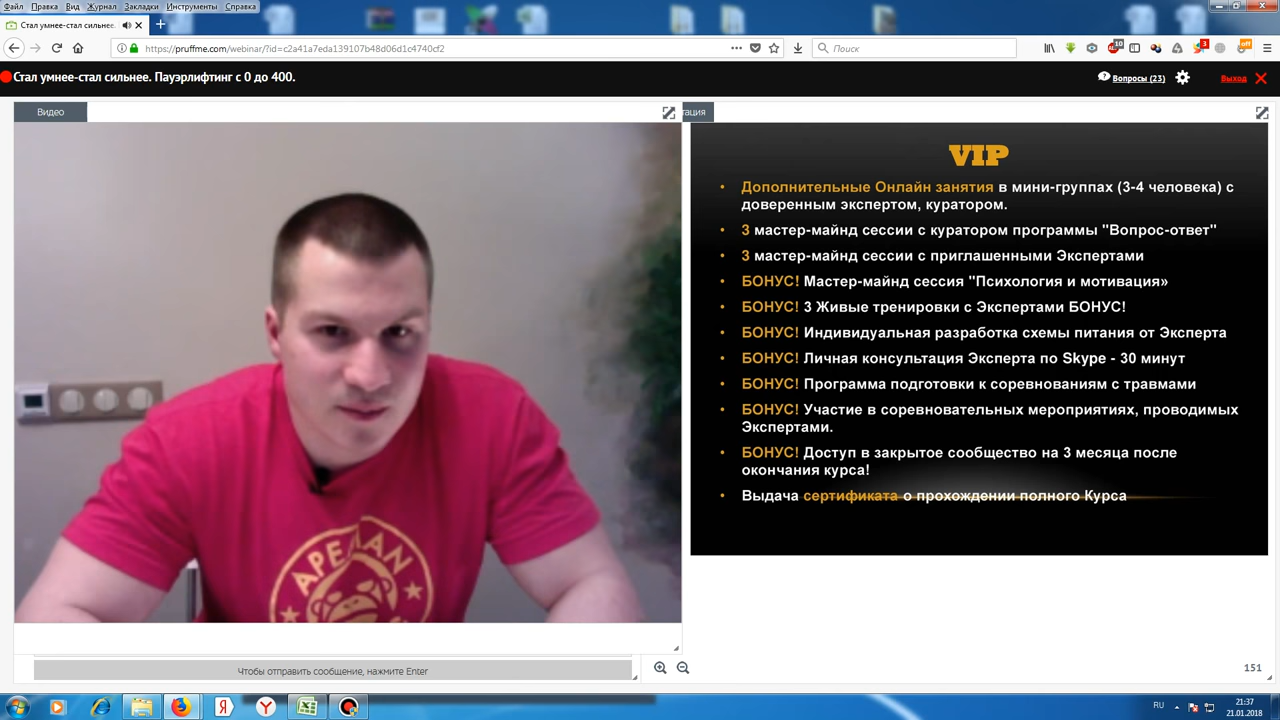 Файл Правка Вид Журнал Закладки Инструменты Справка
Стал умнее-стал сильнее.
https://pruffme.com/webinar/?id=c2a41a7eda139107b48d06d1c4740cf2
Поиск
10
3
off
Стал умнее-стал сильнее. Пауэрлифтинг с 0 до 400.
Вопросы (23)
Выход
Видео
тация
VIP
• Дополнительные Онлайн занятия в мини-группах (3-4 человека) с
доверенным экспертом, куратором.
• 3 мастер-майнд сессии с куратором программы "Вопрос-ответ"
• 3 мастер-майнд сессии с приглашенными Экспертами
• БОНУС! Мастер-майнд сессия "Психология и мотивация»
• БОНУС! 3 Живые тренировки с Экспертами БОНУС!
• БОНУС! Индивидуальная разработка схемы питания от Эксперта
• БОНУС! Личная консультация Эксперта по Skype - 30 минут
• БОНУС! Программа подготовки к соревнованиям с травмами
• БОНУС! Участие в соревновательных мероприятиях, проводимых
Экспертами.
• БОНУС! Доступ в закрытое сообщество на 3 месяца после
окончания курса!
• Выдача сертификата о прохождении полного Курса
APEMAN
Чтобы отправить сообщение, нажмите Enter
151
RU
21:37
21.01.2018